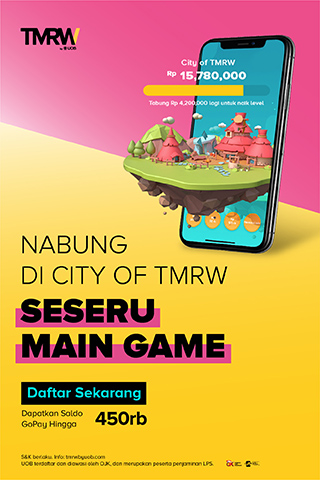 TMRW
by UOB
City of TMRW
Rp 15,780,000
Tabung Rp 4,200,000 lagi untuk naik level
NABUNG
DI CITY OF TMRW
SESERU
MAIN GAME
Daftar Sekarang
Dapatkan Saldo
GoPay Hingga
450rb
S&K berlaku. Info: tmrwbyuob.com
UOB terdaftar dan diawasi oleh OJK, dan merupakan peserta penjaminan LPS.